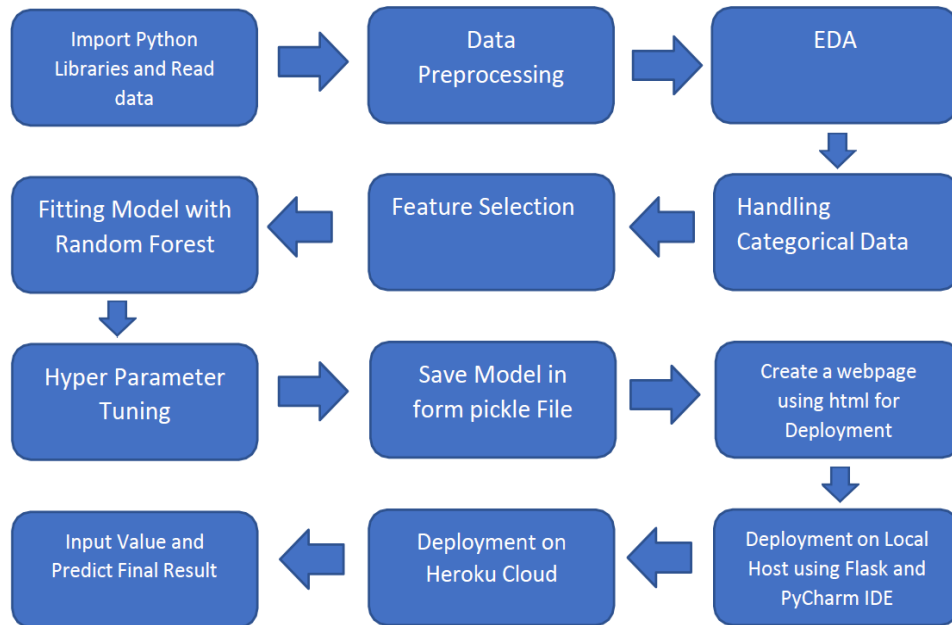 Import Python
Libraries and Read
data
Data
Preprocessing
EDA
Handling
Categorical Data
Feature Selection
Fitting Model with
Random Forest
Hyper Parameter
Tuning
Save Model in
form pickle File
Create a webpage
using html for
Deployment
Deployment on Local
Host using Flask and
PyCharm IDE
Deployment on
Heroku Cloud
Input Value and
Predict Final Result